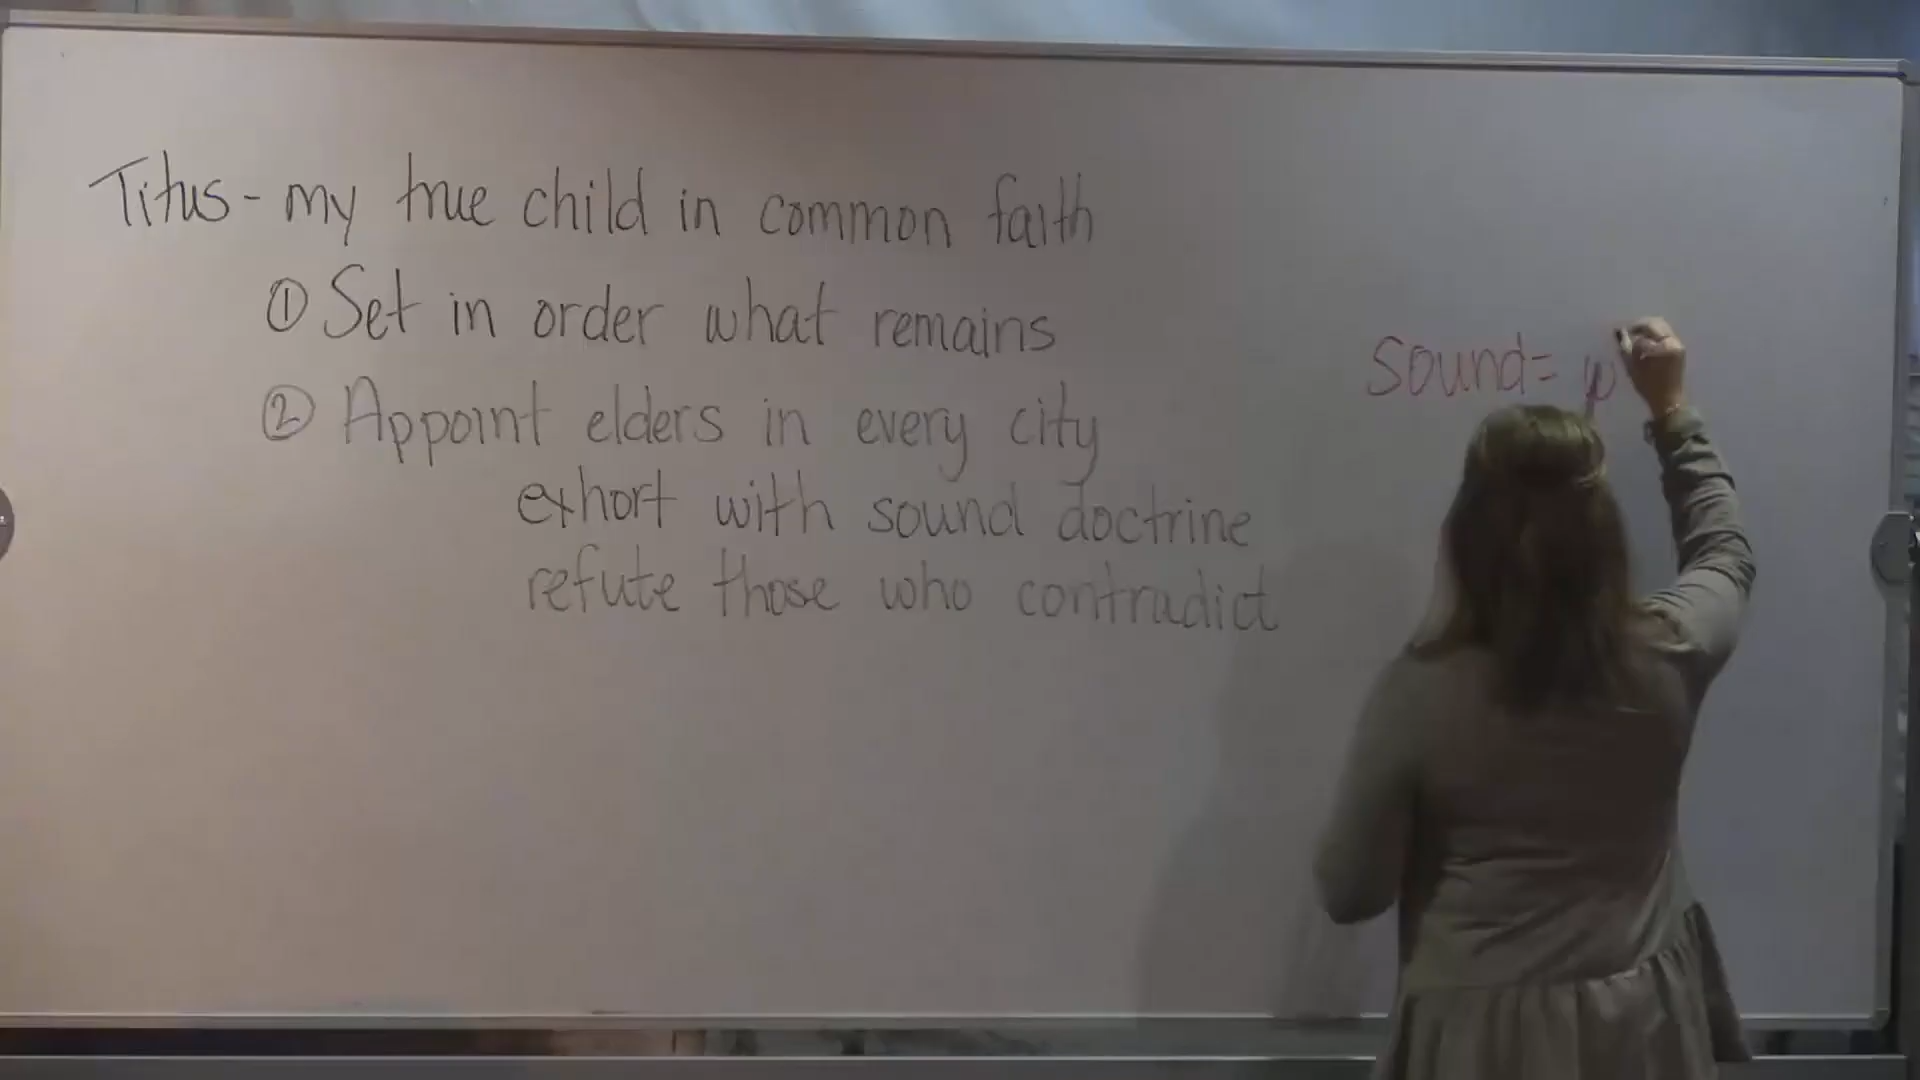 Titus - my true child in common faith
① Set in order what remains
② Appoint elders in every city
exhort with sound doctrine
refute those who contradict
Sound = w